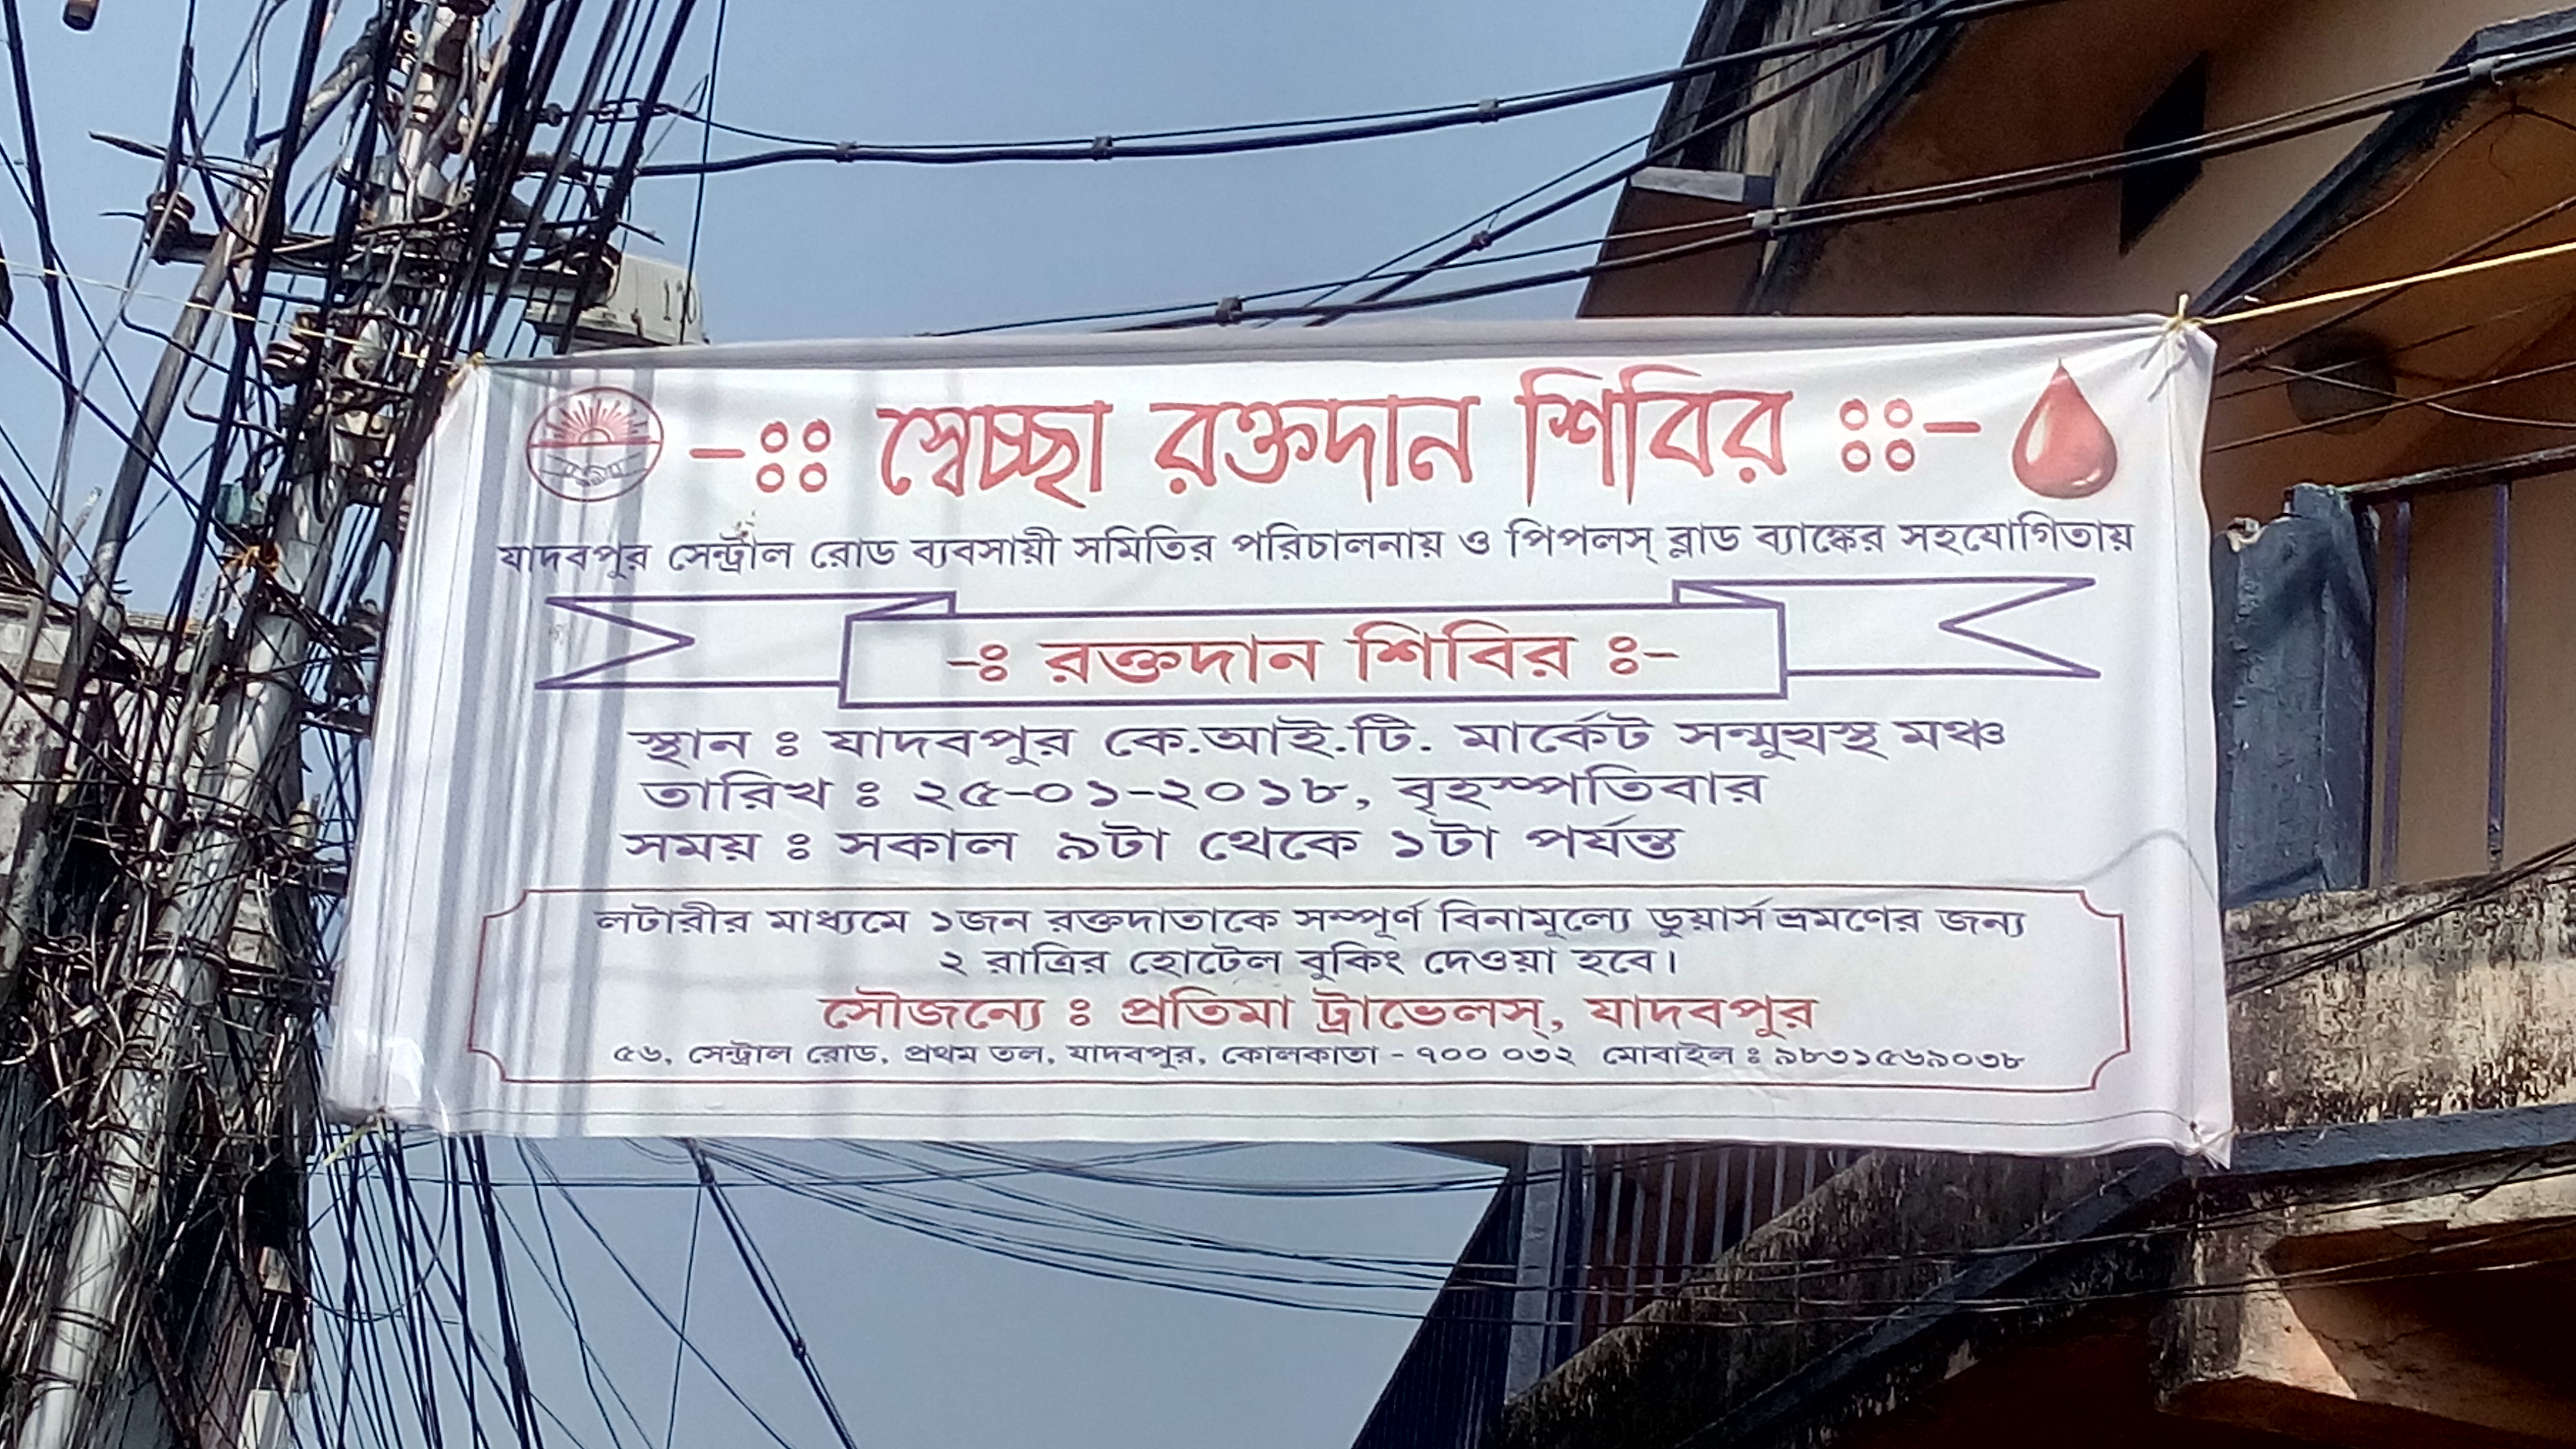 170
-ঃঃ স্বেচ্ছা রক্তদান শিবির ঃঃ-
যাদবপুর সেন্ট্রাল রোড ব্যবসায়ী সমিতির পরিচালনায় ও পিপলস্ ব্লাড ব্যাঙ্কের সহযোগিতায়
-ঃ রক্তদান শিবির ঃ-
স্থান ঃ যাদবপুর কে.আই.টি. মার্কেট সন্মুখস্থ মঞ্চ
তারিখ ঃ ২৫-০১-২০১৮, বৃহস্পতিবার
সময় ঃ সকাল ৯টা থেকে ১টা পর্যন্ত
লটারীর মাধ্যমে ১জন রক্তদাতাকে সম্পূর্ণ বিনামূল্যে ডুয়ার্স ভ্রমণের জন্য
২ রাত্রির হোটেল বুকিং দেওয়া হবে।
সৌজন্যে ঃ প্রতিমা ট্রাভেলস্, যাদবপুর
৫৬, সেন্ট্রাল রোড, প্রথম তল, যাদবপুর, কোলকাতা - ৭০০ ০৩২ মোবাইল ঃ ৯৮৩১৫৬৯০৩৮